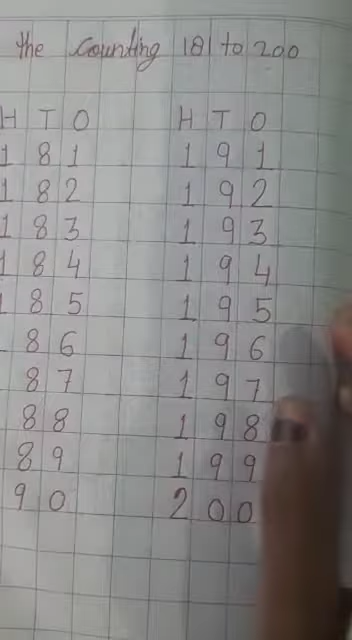 the Counting 181 to 200
H T O H T O
1 8 1 1 9 1
1 8 2 1 9 2
1 8 3 1 9 3
1 8 4 1 9 4
1 8 5 1 9 5
8 6 1 9 6
8 7 1 9 7
8 8 1 9 8
8 9 1 9 9
9 0 2 0 0